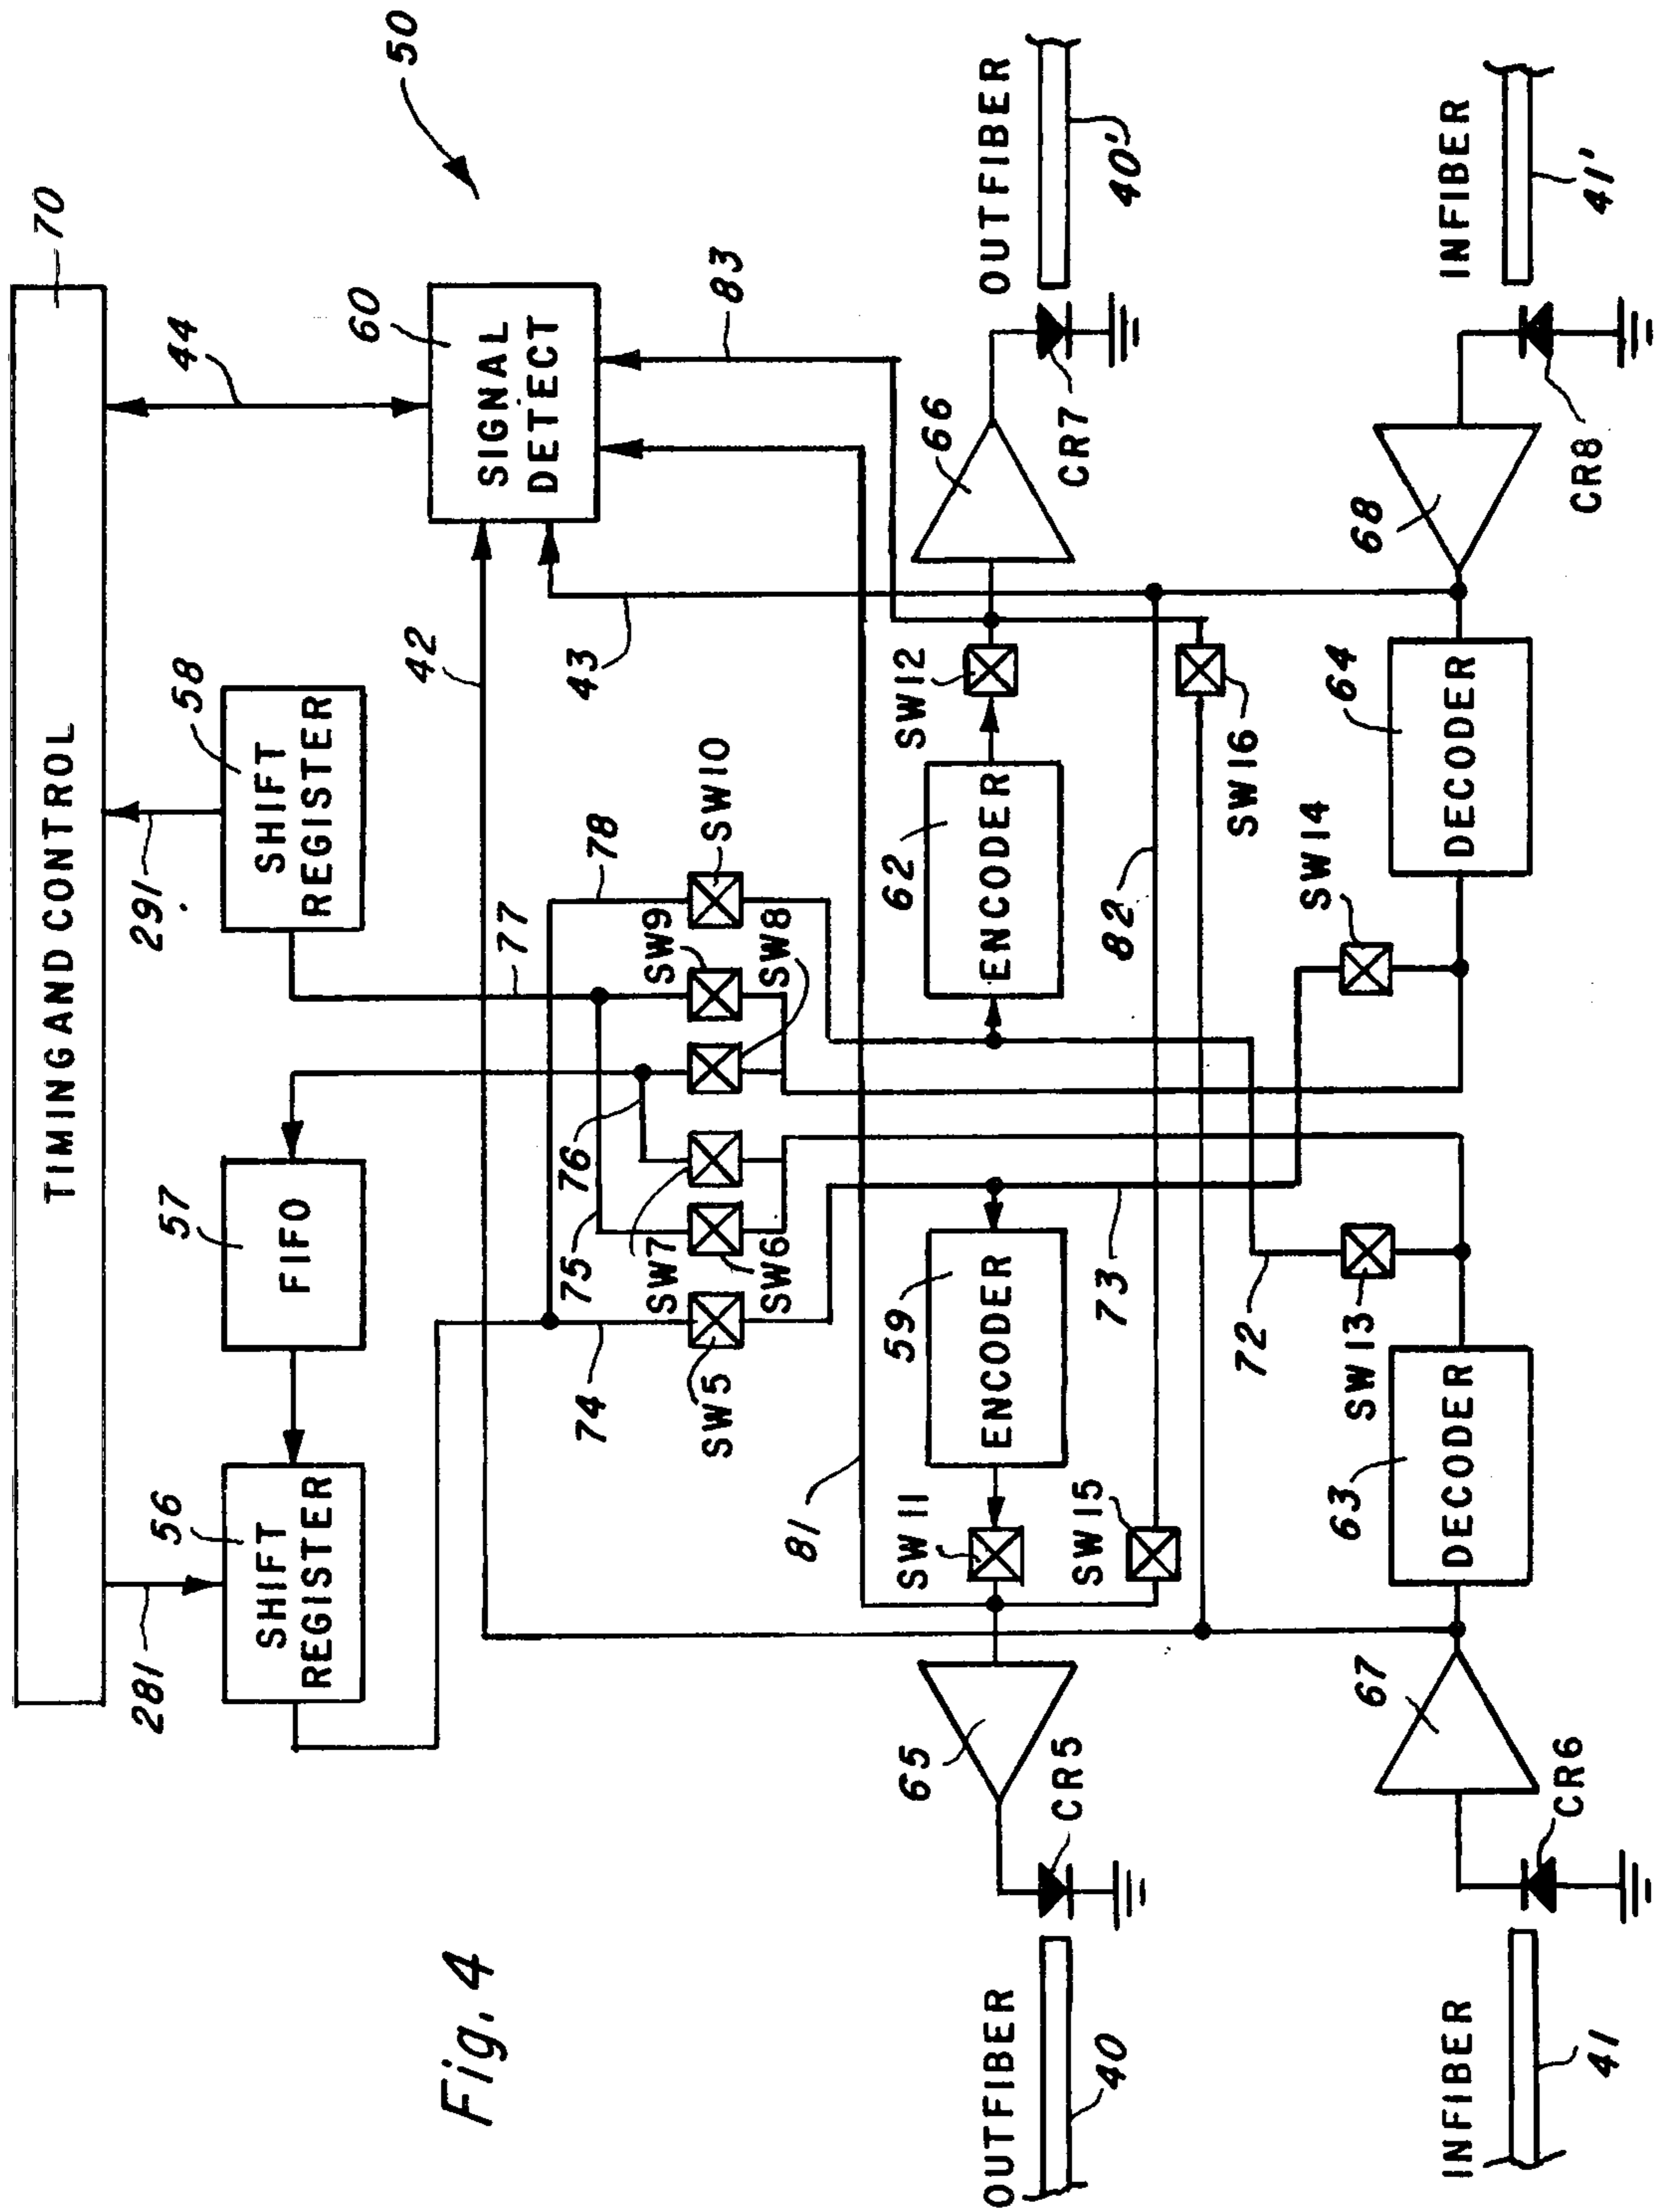 TIMING AND CONTROL
70
281
291
44
56
SHIFT
REGISTER
57
FIFO
58
SHIFT
REGISTER
50
60
SIGNAL
DETECT
42
43
83
74
75
76
77
78
SW5
SW7
SW6
SW9
SW8
SW10
Fig. 4
81
65
SW11
59
ENCODER
73
62
ENCODER
SW12
66
OUTFIBER
40
CR5
SW15
82
SW16
CR7
OUTFIBER
40'
72
SW13
SW14
67
63
DECODER
64
DECODER
68
INFIBER
41
CR6
CR8
INFIBER
41'